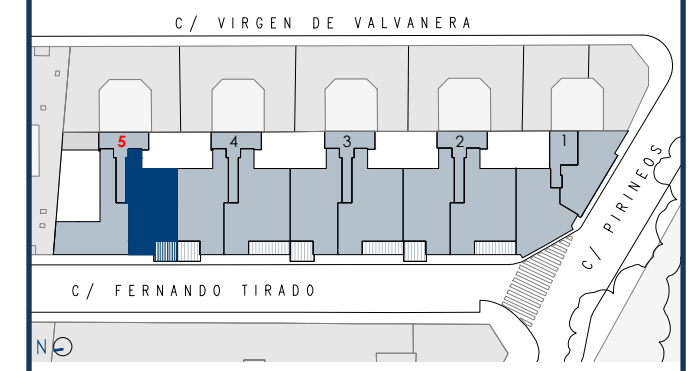 C/ VIRGEN DE VALVANERA
5 4 3 2 1
C/ PIRINEOS
C/ FERNANDO TIRADO
N